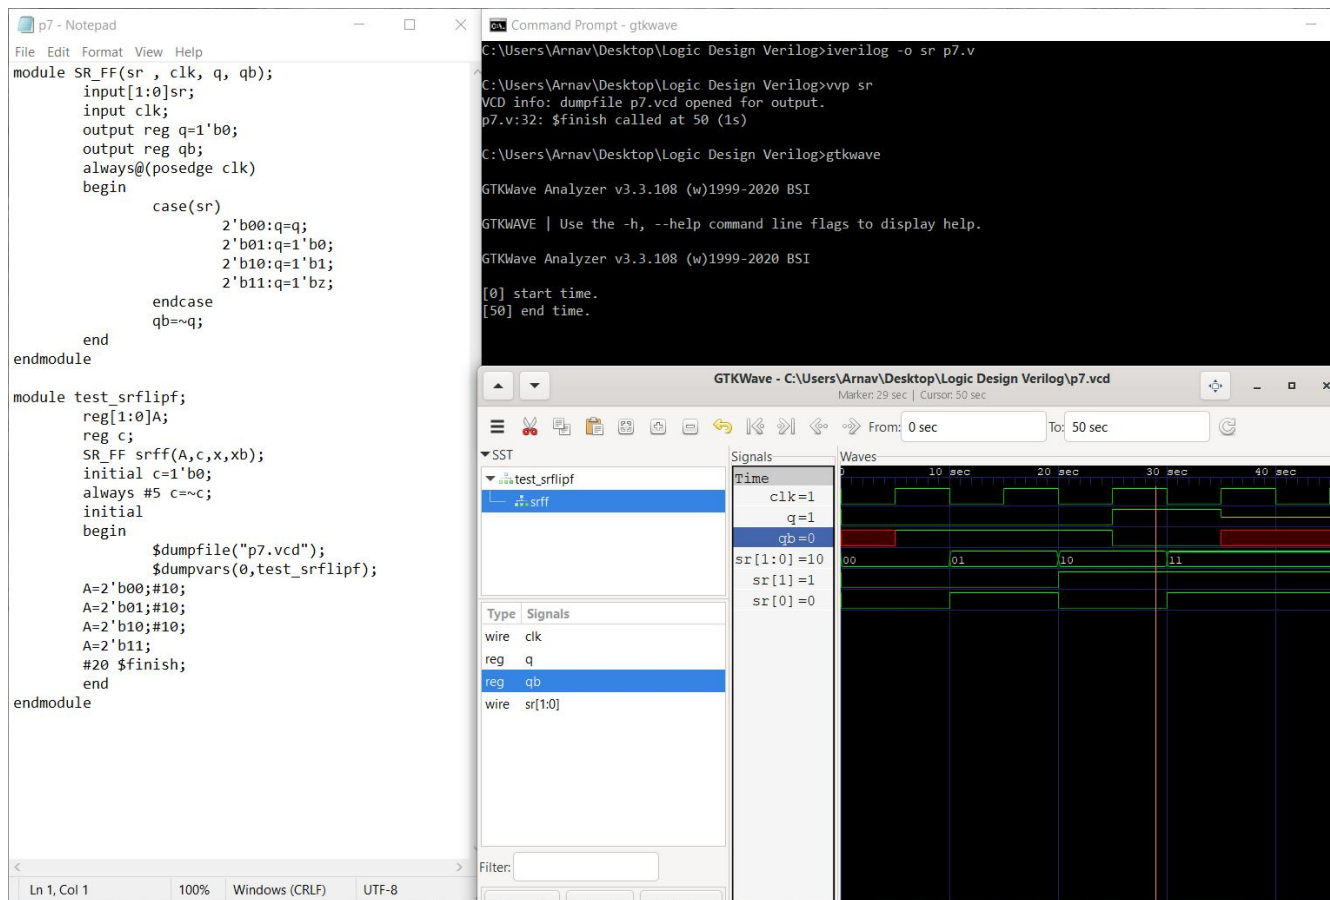 p7 - Notepad
File Edit Format View Help
module SR_FF(sr , clk, q, qb);
input[1:0]sr;
input clk;
output reg q=1'b0;
output reg qb;
always@(posedge clk)
begin
case(sr)
2'b00:q=q;
2'b01:q=1'b0;
2'b10:q=1'b1;
2'b11:q=1'bz;
endcase
qb=~q;
end
endmodule
module test_srflipf;
reg[1:0]A;
reg c;
SR_FF srff(A,c,x,xb);
initial c=1'b0;
always #5 c=~c;
initial
begin
$dumpfile("p7.vcd");
$dumpvars(0,test_srflipf);
A=2'b00;#10;
A=2'b01;#10;
A=2'b10;#10;
A=2'b11;
#20 $finish;
end
endmodule
Ln 1, Col 1 100% Windows (CRLF) UTF-8
Command Prompt - gtkwave
C:\Users\Arnav\Desktop\Logic Design Verilog>iverilog -o sr p7.v
C:\Users\Arnav\Desktop\Logic Design Verilog>vvp sr
VCD info: dumpfile p7.vcd opened for output.
p7.v:32: $finish called at 50 (1s)
C:\Users\Arnav\Desktop\Logic Design Verilog>gtkwave
GTKWave Analyzer v3.3.108 (w)1999-2020 BSI
GTKWAVE | Use the -h, --help command line flags to display help.
GTKWave Analyzer v3.3.108 (w)1999-2020 BSI
[0] start time.
[50] end time.
GTKWave - C:\Users\Arnav\Desktop\Logic Design Verilog\p7.vcd
Marker: 29 sec | Cursor: 50 sec
From: 0 sec To: 50 sec
SST
test_srflipf
srff
Type Signals
wire clk
reg q
reg qb
wire sr[1:0]
Filter:
Signals
Time
clk=1
q=1
qb=0
sr[1:0]=10
sr[1]=1
sr[0]=0
Waves
0 10 sec 20 sec 30 sec 40 sec
00 01 10 11